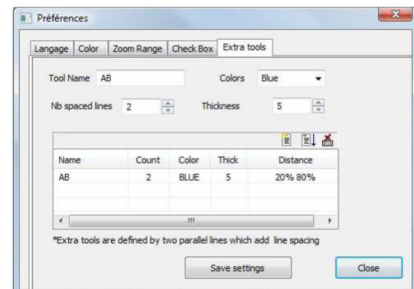 Préférences
Langage Color Zoom Range Check Box Extra tools
Tool Name AB Colors Blue
Nb spaced lines 2 Thickness 5
Name Count Color Thick Distance
AB 2 BLUE 5 20% 80%
*Extra tools are defined by two parallel lines which add line spacing
Save settings Close